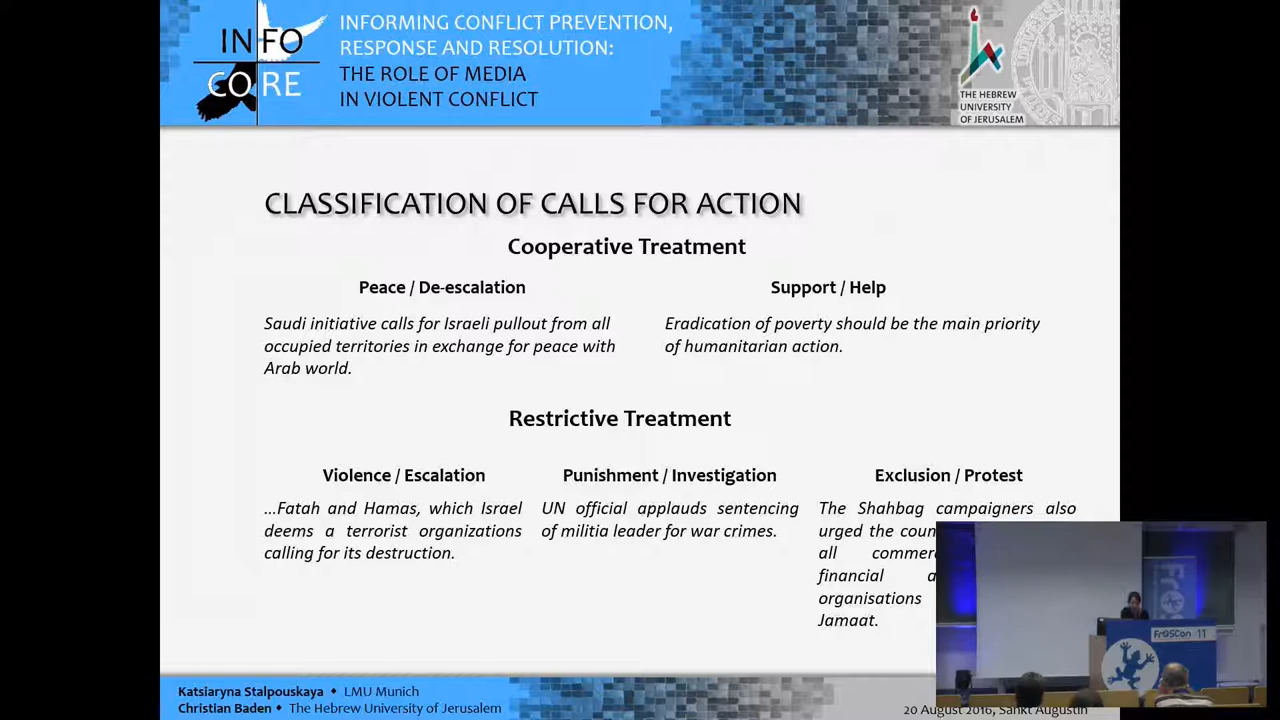 INFO
CORE
INFORMING CONFLICT PREVENTION,
RESPONSE AND RESOLUTION:
THE ROLE OF MEDIA
IN VIOLENT CONFLICT
THE HEBREW
UNIVERSITY
OF JERUSALEM
CLASSIFICATION OF CALLS FOR ACTION
Cooperative Treatment
Peace / De-escalation
Saudi initiative calls for Israeli pullout from all
occupied territories in exchange for peace with
Arab world.
Support / Help
Eradication of poverty should be the main priority
of humanitarian action.
Restrictive Treatment
Violence / Escalation
...Fatah and Hamas, which Israel
deems a terrorist organizations
calling for its destruction.
Punishment / Investigation
UN official applauds sentencing
of militia leader for war crimes.
Exclusion / Protest
The Shahbag campaigners also
urged the
all
financial
organisations
Jamaat.
FrOSCon 11
Katsiaryna Stalpouskaya ◆ LMU Munich
Christian Baden ◆ The Hebrew University of Jerusalem
20 August 2016, Sankt Augustin